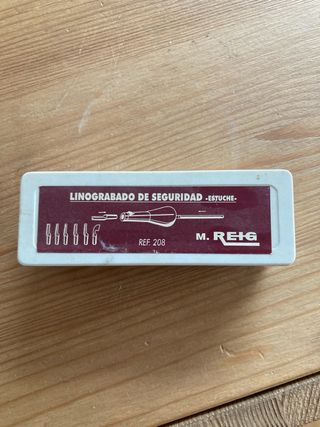 LINOGRABADO DE SEGURIDAD -ESTUCHE-
REF. 208
M. REIG